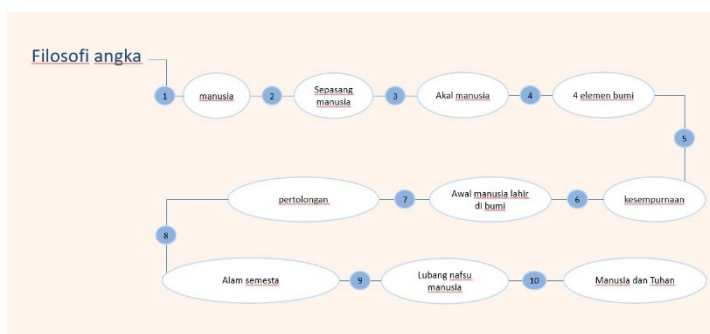 Filosofi angka
1
manusia
2
Sepasang
manusia
3
Akal manusia
4
4 elemen bumi
5
kesempurnaan
6
Awal manusia lahir
di bumi
7
pertolongan
8
Alam semesta
9
Lubang nafsu
manusia
10
Manusia dan Tuhan